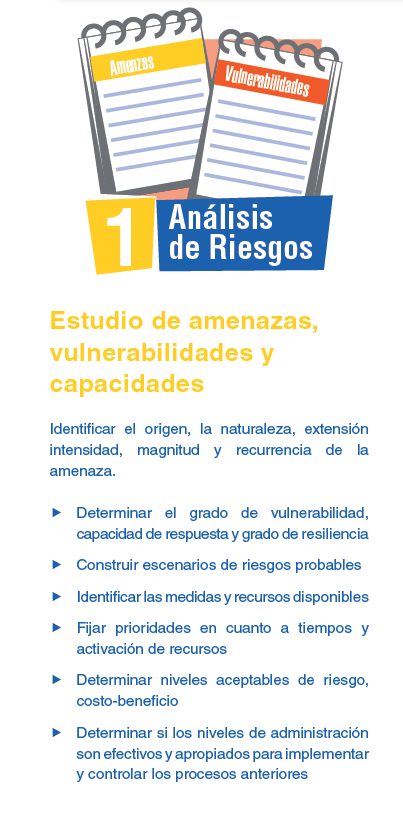 Amenzas
Vulnerabilidades
1
Análisis
de Riesgos
Estudio de amenazas,
vulnerabilidades y
capacidades
Identificar el origen, la naturaleza, extensión
intensidad, magnitud y recurrencia de la
amenaza.
► Determinar el grado de vulnerabilidad,
capacidad de respuesta y grado de resiliencia
► Construir escenarios de riesgos probables
► Identificar las medidas y recursos disponibles
► Fijar prioridades en cuanto a tiempos y
activación de recursos
► Determinar niveles aceptables de riesgo,
costo-beneficio
► Determinar si los niveles de administración
son efectivos y apropiados para implementar
y controlar los procesos anteriores